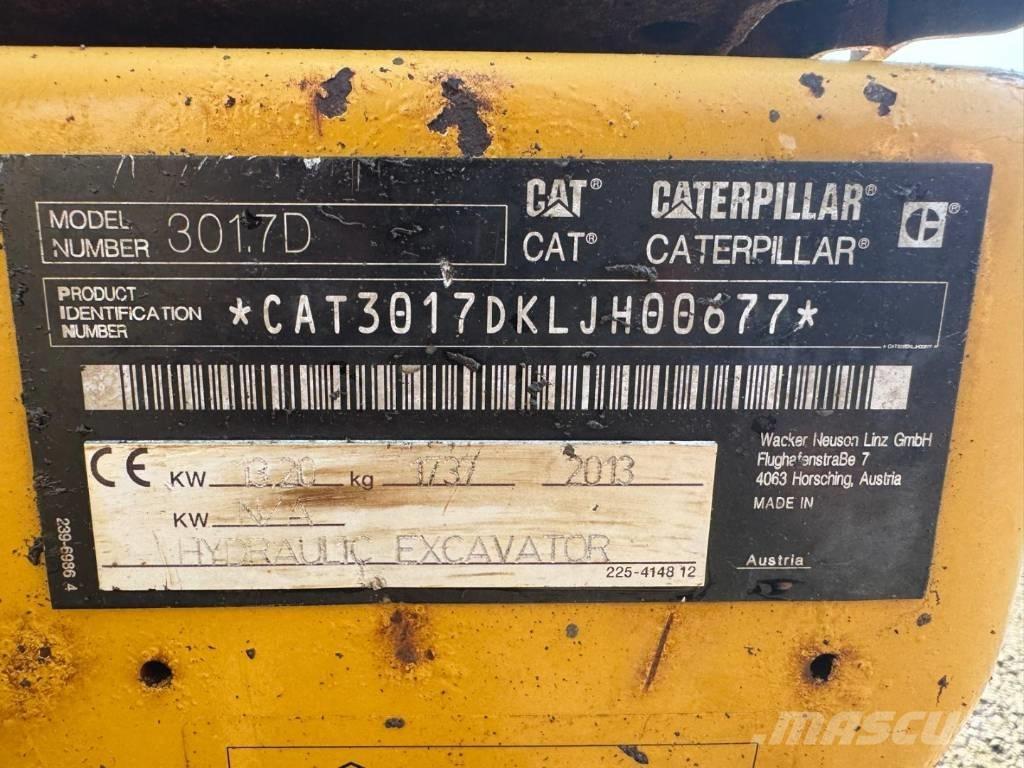 MODEL
NUMBER 301.7D
CAT® CATERPILLAR®
CAT® CATERPILLAR®
PRODUCT
IDENTIFICATION
NUMBER
*CAT3017DKLJH00677*
Wacker Neuson Linz GmbH
Flughafenstraße 7
4063 Horsching, Austria
MADE IN
Austria
CE KW 13.20 kg 1737 2013
KW N/A
HYDRAULIC EXCAVATOR
225-4148 12
239-6986 4
MASCUS